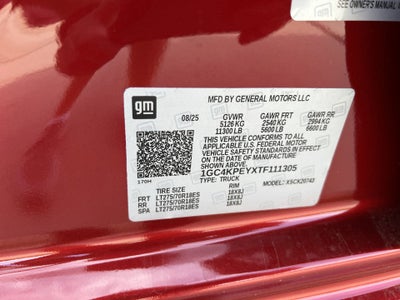 SEE OWNER'S MANUAL
gm
MFD BY GENERAL MOTORS LLC
08/25 GVWR GAWR FRT GAWR RR
5126 KG 2540 KG 2994 KG
11300 LB 5600 LB 6600 LB
THIS VEHICLE CONFORMS TO ALL APPLICABLE
U.S. FEDERAL MOTOR VEHICLE SAFETY
STANDARDS IN EFFECT ON THE DATE OF MANUFACTURE
SHOWN ABOVE.
1GC4KPEYXTF111305
TYPE: TRUCK
170H
TIRE SIZE RIM MODEL: K5CK20743
FRT LT275/70R18ES 18X8J
RR LT275/70R18ES 18X8J
SPA LT275/70R18ES 18X8J